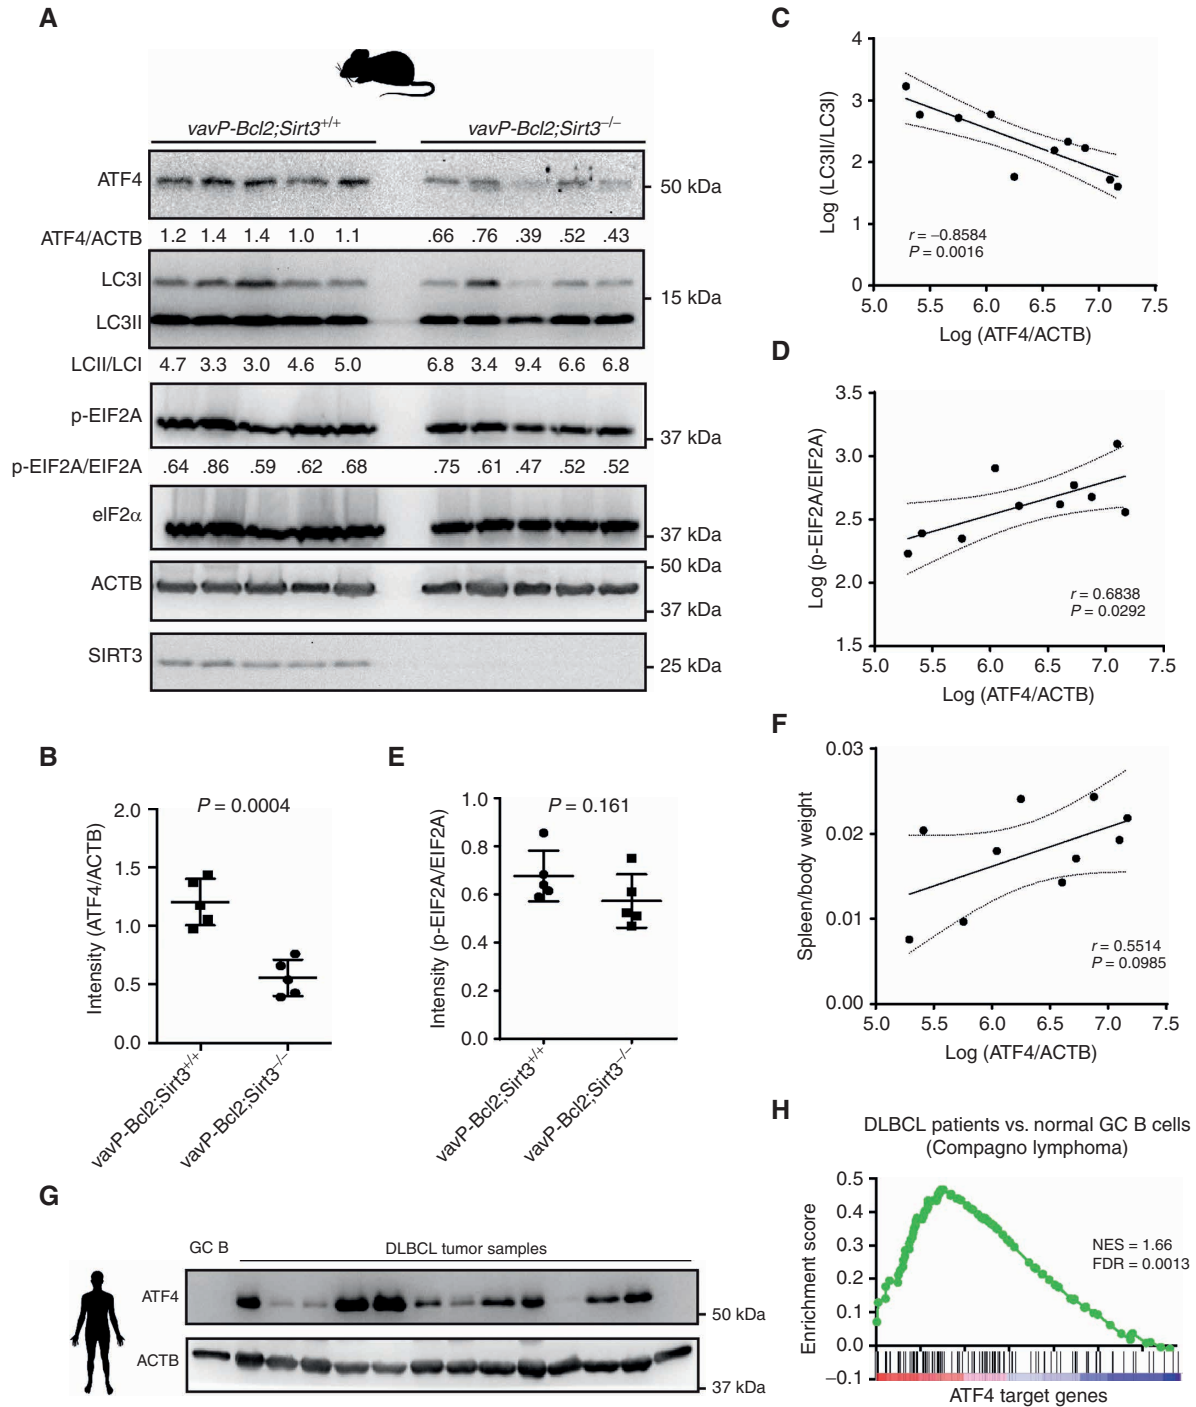 A
vavP-Bcl2;Sirt3+/+ vavP-Bcl2;Sirt3−/−
ATF4 50 kDa
ATF4/ACTB 1.2 1.4 1.4 1.0 1.1 .66 .76 .39 .52 .43
LC3I
15 kDa
LC3II
LCII/LCI 4.7 3.3 3.0 4.6 5.0 6.8 3.4 9.4 6.6 6.8
p-EIF2A 37 kDa
p-EIF2A/EIF2A .64 .86 .59 .62 .68 .75 .61 .47 .52 .52
eIF2α 37 kDa
50 kDa
ACTB
37 kDa
SIRT3 25 kDa
B
P = 0.0004
Intensity (ATF4/ACTB)
2.0
1.5
1.0
0.5
0.0
vavP-Bcl2;Sirt3+/+
vavP-Bcl2;Sirt3−/−
C
Log (LC3II/LC3I)
4
3
2
1
0
r = −0.8584
P = 0.0016
5.0 5.5 6.0 6.5 7.0 7.5
Log (ATF4/ACTB)
D
Log (p-EIF2A/EIF2A)
3.5
3.0
2.5
2.0
1.5
r = 0.6838
P = 0.0292
5.0 5.5 6.0 6.5 7.0 7.5
Log (ATF4/ACTB)
E
P = 0.161
Intensity (p-EIF2A/EIF2A)
1.0
0.8
0.6
0.4
0.2
0.0
vavP-Bcl2;Sirt3+/+
vavP-Bcl2;Sirt3−/−
F
Spleen/body weight
0.03
0.02
0.01
0.00
r = 0.5514
P = 0.0985
5.0 5.5 6.0 6.5 7.0 7.5
Log (ATF4/ACTB)
G
GC B DLBCL tumor samples
ATF4
50 kDa
ACTB
37 kDa
H
DLBCL patients vs. normal GC B cells
(Compagno lymphoma)
Enrichment score
0.5
0.4
0.3
0.2
0.1
0.0
−0.1
NES = 1.66
FDR = 0.0013
ATF4 target genes